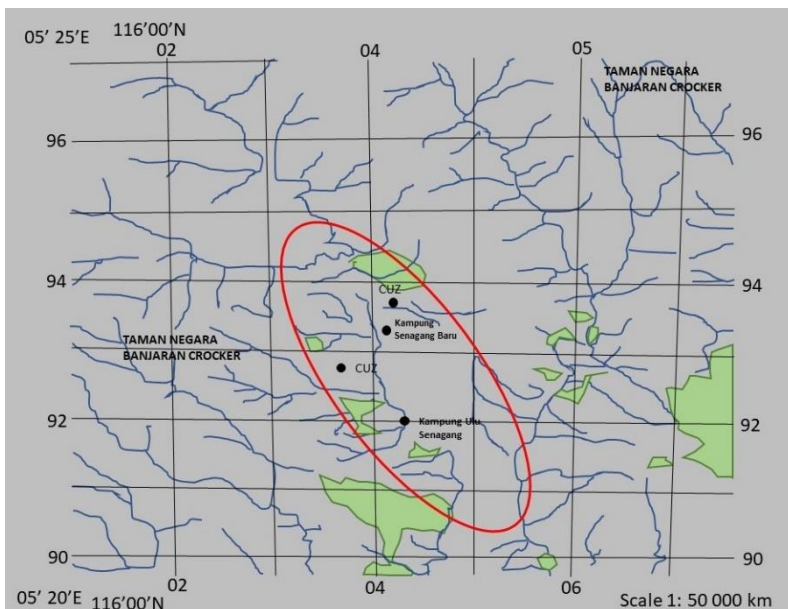 116’00’N
05’ 25’E
02
04
05
TAMAN NEGARA
BANJARAN CROCKER
96
96
94
94
CUZ
Kampung
Senagang Baru
TAMAN NEGARA
BANJARAN CROCKER
CUZ
92
92
Kampung Ulu
Senagang
90
90
02
04
06
05’ 20’E
116’00’N
Scale 1: 50 000 km